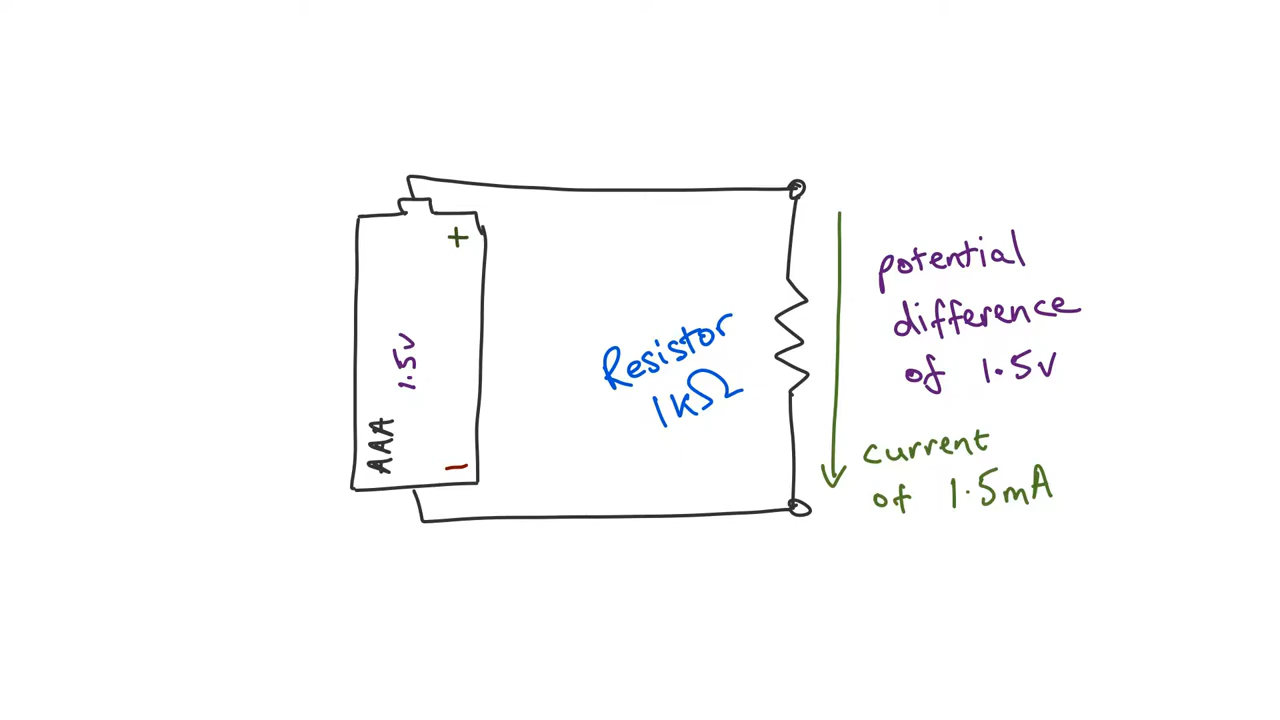 +
1.5V
AAA
−
Resistor
1kΩ
potential
difference
of 1.5V
current
of 1.5mA